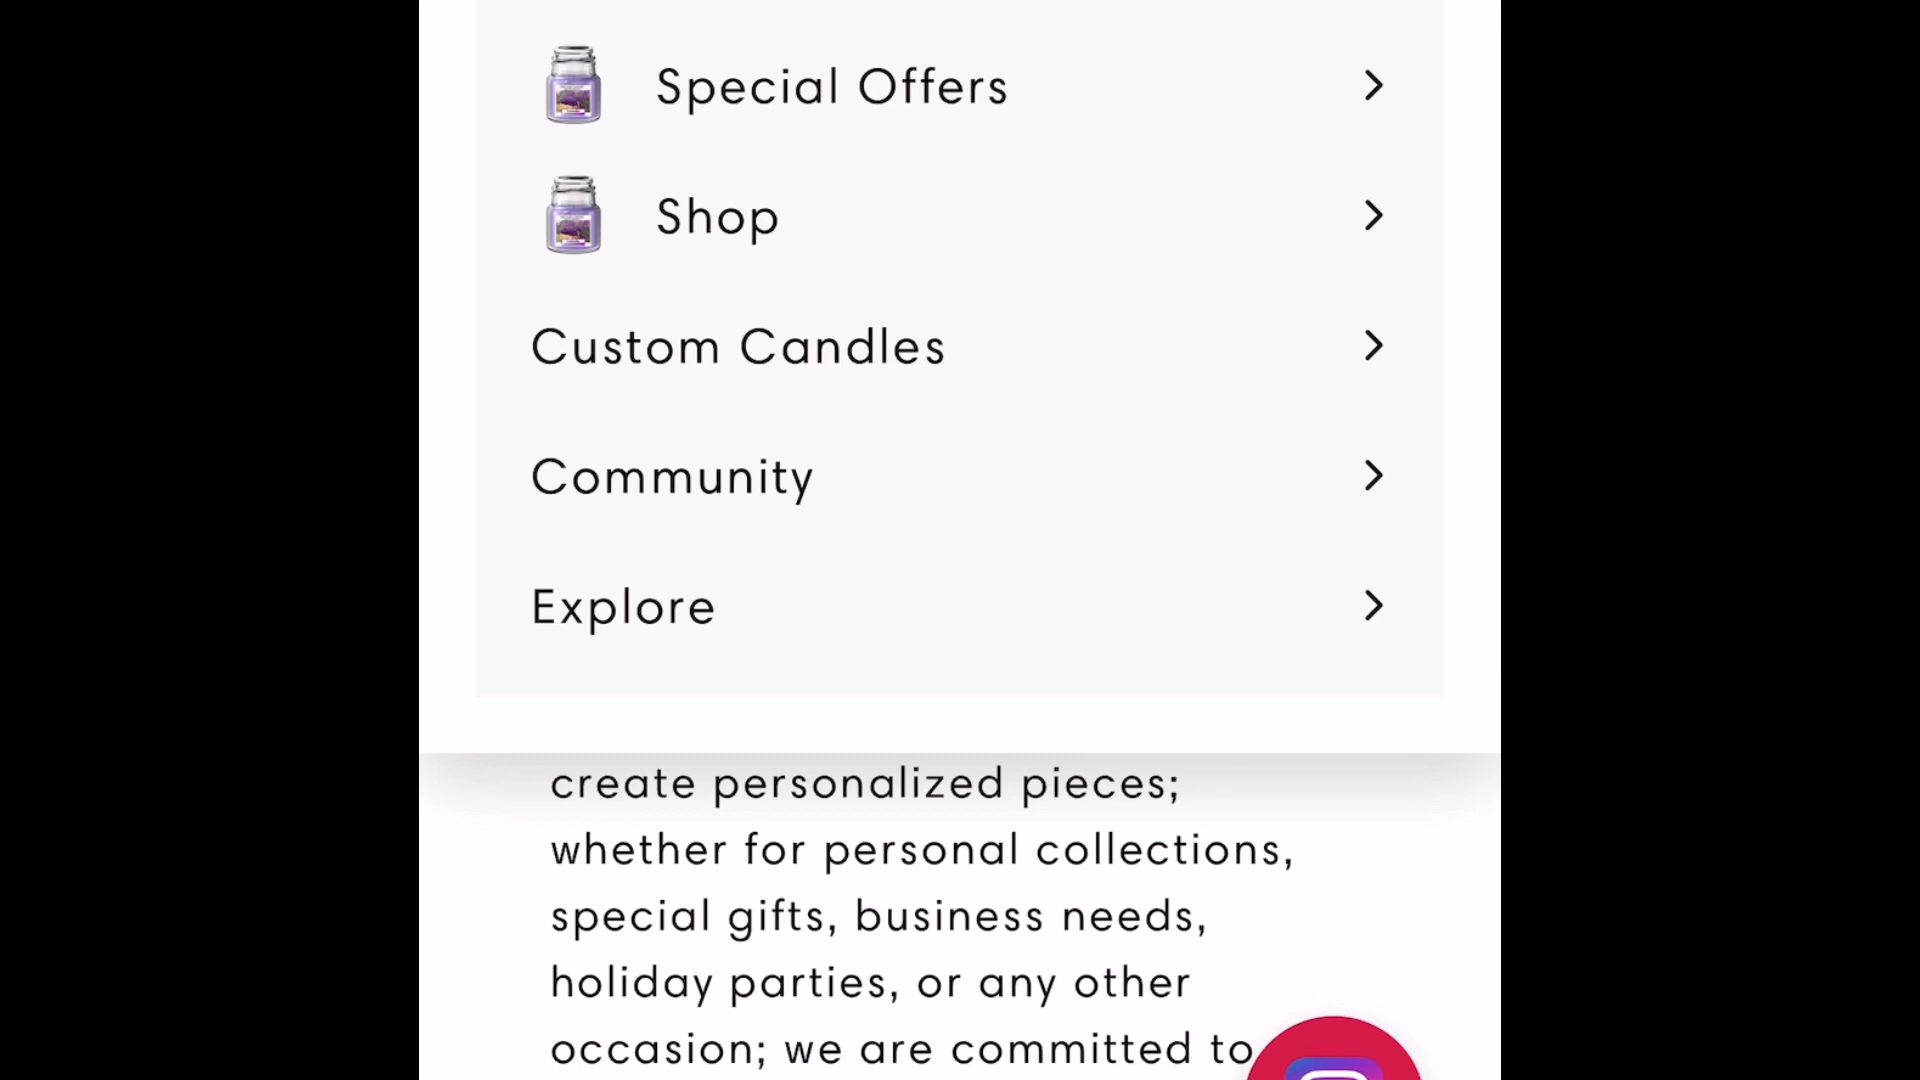 Special Offers
Shop
Custom Candles
Community
Explore
create personalized pieces;
whether for personal collections,
special gifts, business needs,
holiday parties, or any other
occasion; we are committed to